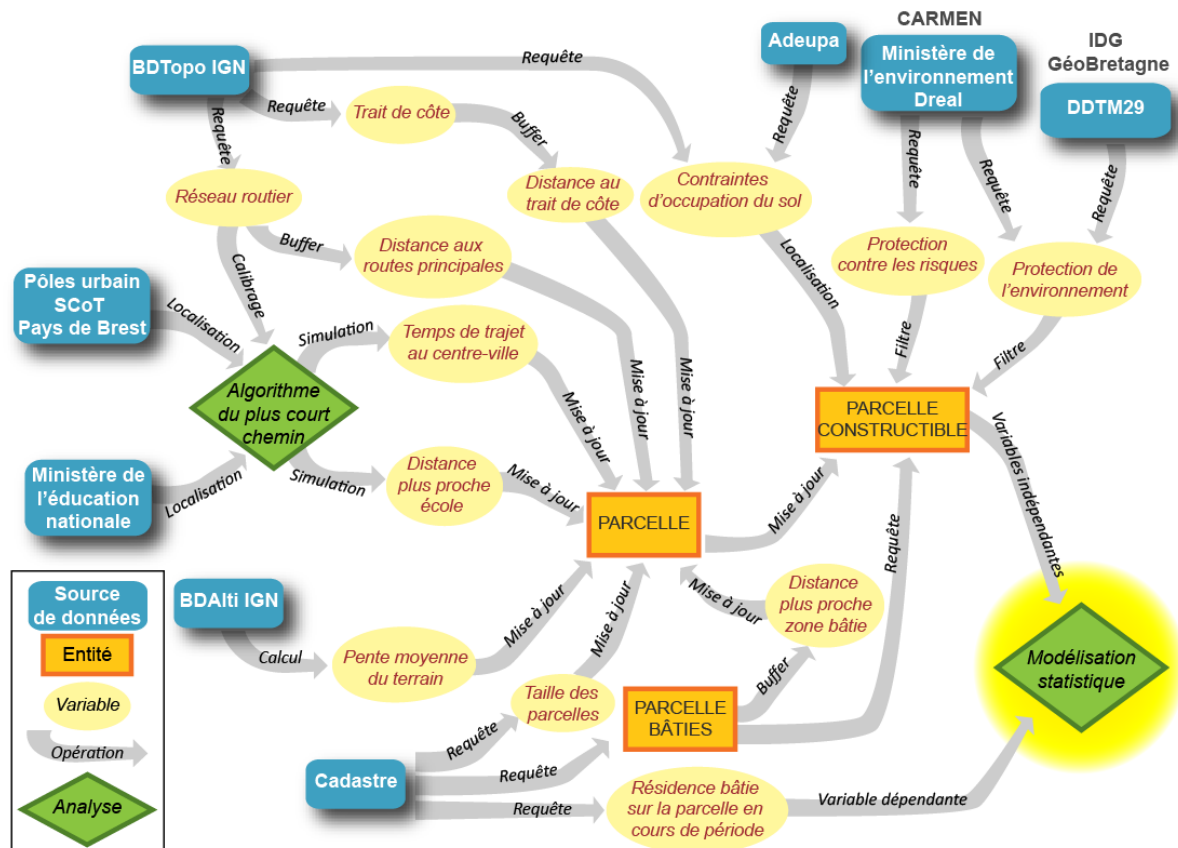 CARMEN
IDG
GéoBretagne
BDTopo IGN
Adeupa
Ministère de
l'environnement
Dreal
DDTM29
Requête
Requête
Requête
Requête
Requête
Requête
Requête
Trait de côte
Buffer
Réseau routier
Distance au
trait de côte
Contraintes
d'occupation du sol
Buffer
Distance aux
routes principales
Calibrage
Localisation
Protection
contre les risques
Protection de
l'environnement
Pôles urbain
SCoT
Pays de Brest
Localisation
Simulation
Temps de trajet
au centre-ville
Filtre
Filtre
Mise à jour
Mise à jour
Mise à jour
Algorithme
du plus court
chemin
PARCELLE
CONSTRUCTIBLE
Variables indépendantes
Ministère de
l'éducation
nationale
Localisation
Simulation
Distance
plus proche
école
Mise à jour
PARCELLE
Mise à jour
Requête
BDAlti IGN
Calcul
Pente moyenne
du terrain
Mise à jour
Mise à jour
Mise à jour
Distance
plus proche
zone bâtie
Buffer
Taille des
parcelles
PARCELLE
BÂTIES
Modélisation
statistique
Cadastre
Requête
Requête
Requête
Résidence bâtie
sur la parcelle en
cours de période
Variable dépendante
Source
de données
Entité
Variable
Opération
Analyse